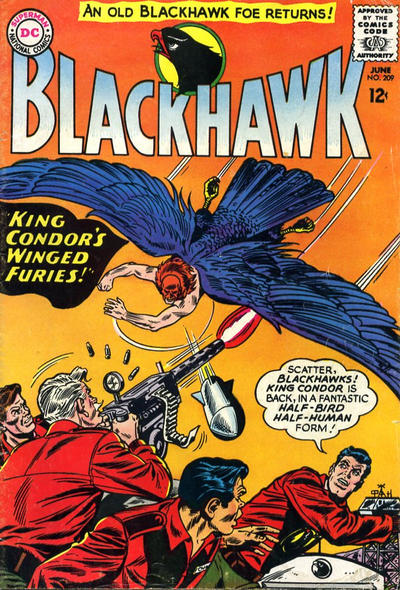 AN OLD BLACKHAWK FOE RETURNS!
SUPERMAN
DC
NATIONAL COMICS
APPROVED
BY THE
COMICS
CODE
AUTHORITY
JUNE
NO. 209
12¢
BLACKHAWK
KING
CONDOR'S
WINGED
FURIES!"
SCATTER,
BLACKHAWKS!
KING CONDOR IS
BACK, IN A FANTASTIC
HALF-BIRD
HALF-HUMAN
FORM!